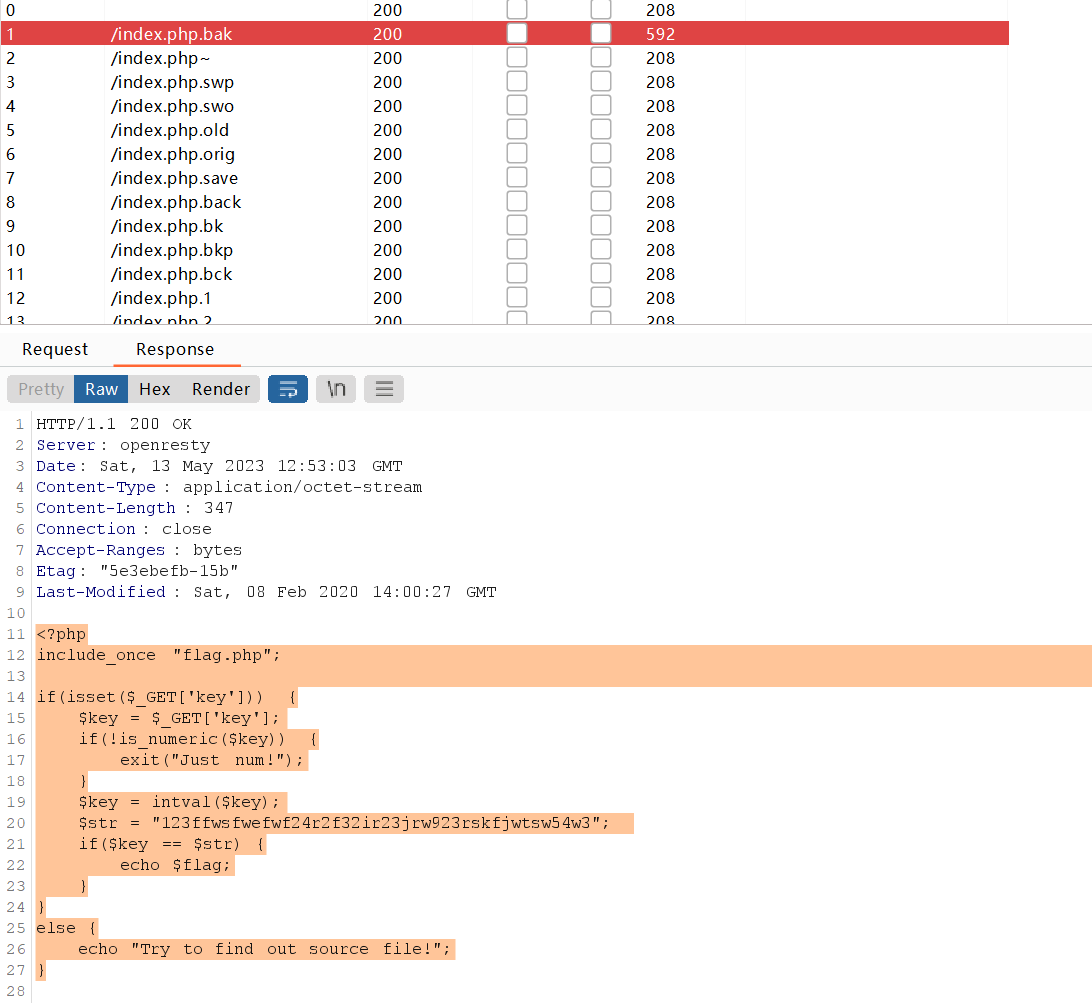 0 200 208
1 /index.php.bak 200 592
2 /index.php~ 200 208
3 /index.php.swp 200 208
4 /index.php.swo 200 208
5 /index.php.old 200 208
6 /index.php.orig 200 208
7 /index.php.save 200 208
8 /index.php.back 200 208
9 /index.php.bk 200 208
10 /index.php.bkp 200 208
11 /index.php.bck 200 208
12 /index.php.1 200 208
13 /index.php.2 200 208
Request Response
Pretty Raw Hex Render \n
1 HTTP/1.1 200 OK
2 Server: openresty
3 Date: Sat, 13 May 2023 12:53:03 GMT
4 Content-Type: application/octet-stream
5 Content-Length: 347
6 Connection: close
7 Accept-Ranges: bytes
8 Etag: "5e3ebefb-15b"
9 Last-Modified: Sat, 08 Feb 2020 14:00:27 GMT
10
11 <?php
12 include_once "flag.php";
13
14 if(isset($_GET['key'])) {
15 $key = $_GET['key'];
16 if(!is_numeric($key)) {
17 exit("Just num!");
18 }
19 $key = intval($key);
20 $str = "123ffwsfwefwf24r2f32ir23jrw923rskfjwtsw54w3";
21 if($key == $str) {
22 echo $flag;
23 }
24 }
25 else {
26 echo "Try to find out source file!";
27 }
28